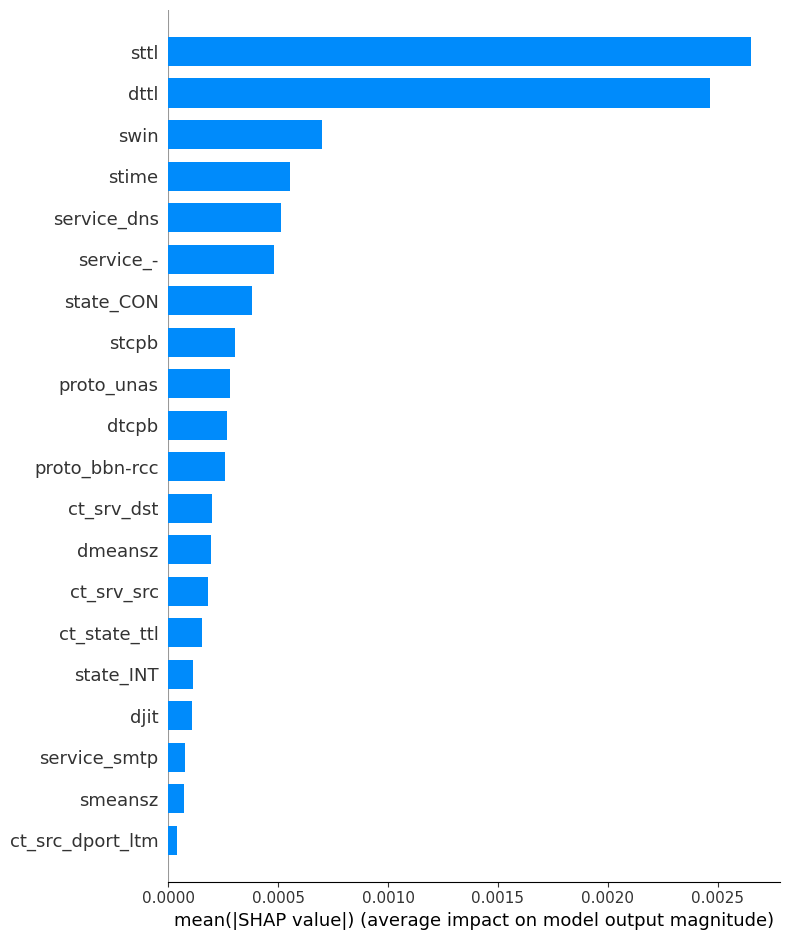 sttl
dttl
swin
stime
service_dns
service_-
state_CON
stcpb
proto_unas
dtcpb
proto_bbn-rcc
ct_srv_dst
dmeansz
ct_srv_src
ct_state_ttl
state_INT
djit
service_smtp
smeansz
ct_src_dport_ltm
0.0000 0.0005 0.0010 0.0015 0.0020 0.0025
mean(|SHAP value|) (average impact on model output magnitude)